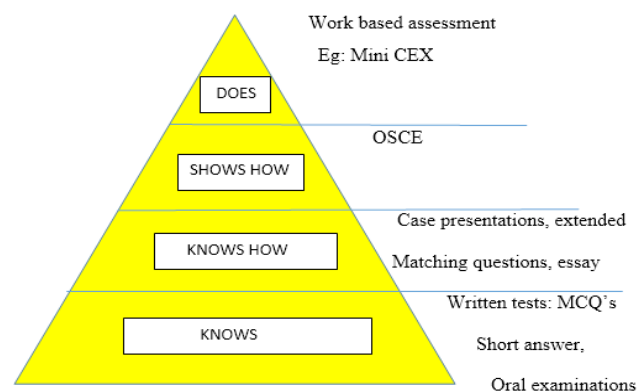 Work based assessment
Eg: Mini CEX
DOES
OSCE
SHOWS HOW
Case presentations, extended
KNOWS HOW
Matching questions, essay
Written tests: MCQ’s
KNOWS
Short answer,
Oral examinations